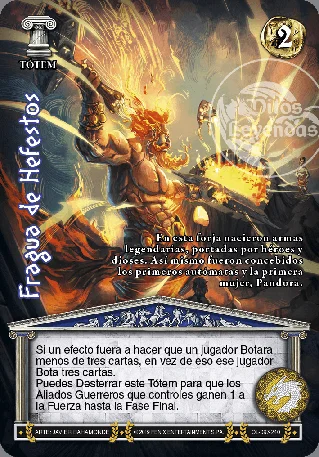 TÓTEM
2
Mitos y Leyendas
Fragua de Hefestos
En esta forja nacieron armas
legendarias, portadas por héroes y
dioses. Así mismo fueron concebidos
los primeros autómatas y la primera
mujer, Pandora.
Si un efecto fuera a hacer que un jugador Botara
menos de tres cartas, en vez de eso ese jugador
Bota tres cartas.
Puedes Desterrar este Tótem para que los
Aliados Guerreros que controles ganen 1 a
la Fuerza hasta la Fase Final.